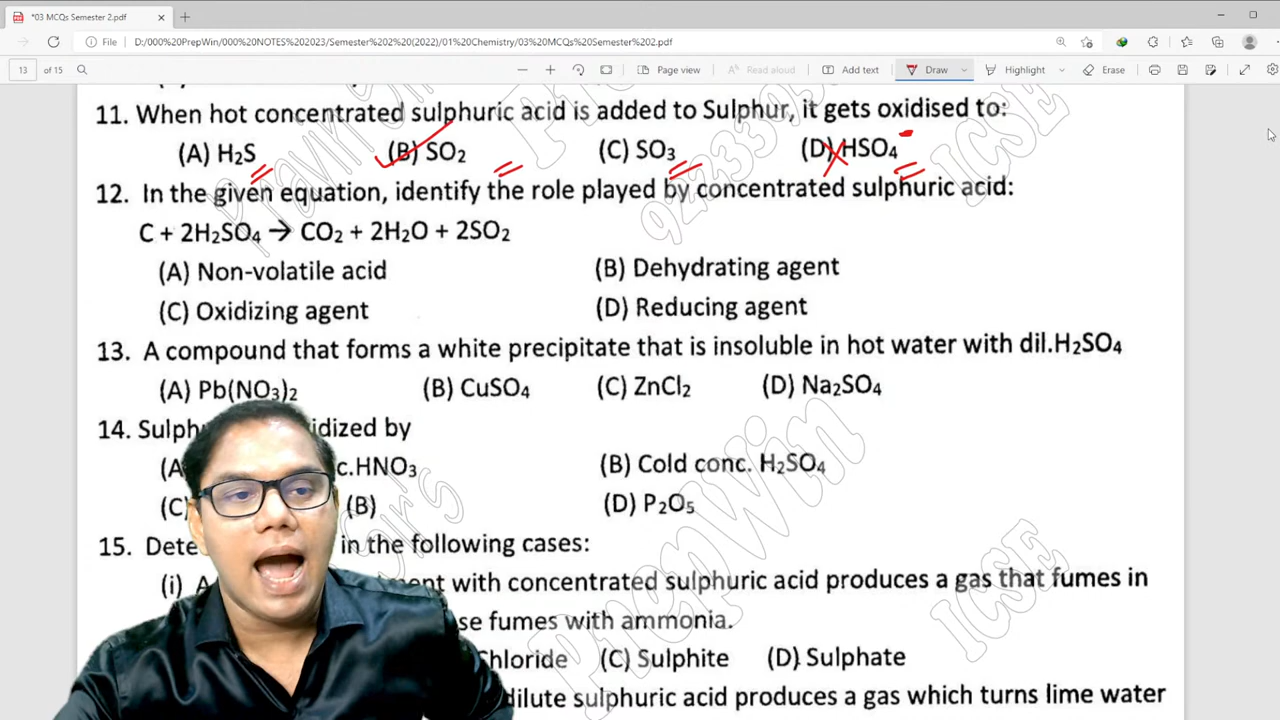 *03 MCQs Semester 2.pdf
File D:/000%20PrepWin/000%20NOTES%202023/Semester%202%20(2022)/01%20Chemistry/03%20MCQs%20Semester%202.pdf
13 of 15 Page view Read aloud Add text Draw Highlight Erase
11. When hot concentrated sulphuric acid is added to Sulphur, it gets oxidised to:
(A) H₂S (B) SO₂ (C) SO₃ (D) HSO₄
12. In the given equation, identify the role played by concentrated sulphuric acid:
C + 2H₂SO₄ → CO₂ + 2H₂O + 2SO₂
(A) Non-volatile acid (B) Dehydrating agent
(C) Oxidizing agent (D) Reducing agent
13. A compound that forms a white precipitate that is insoluble in hot water with dil.H₂SO₄
(A) Pb(NO₃)₂ (B) CuSO₄ (C) ZnCl₂ (D) Na₂SO₄
14. by
c.HNO₃ (B) Cold conc. H₂SO₄
(C) (B) (D) P₂O₅
15. in the following cases:
(i) with concentrated sulphuric acid produces a gas that fumes in
fumes with ammonia.
(C) Sulphite (D) Sulphate
dilute sulphuric acid produces a gas which turns lime water
PrepWin
ICSE
ICSE